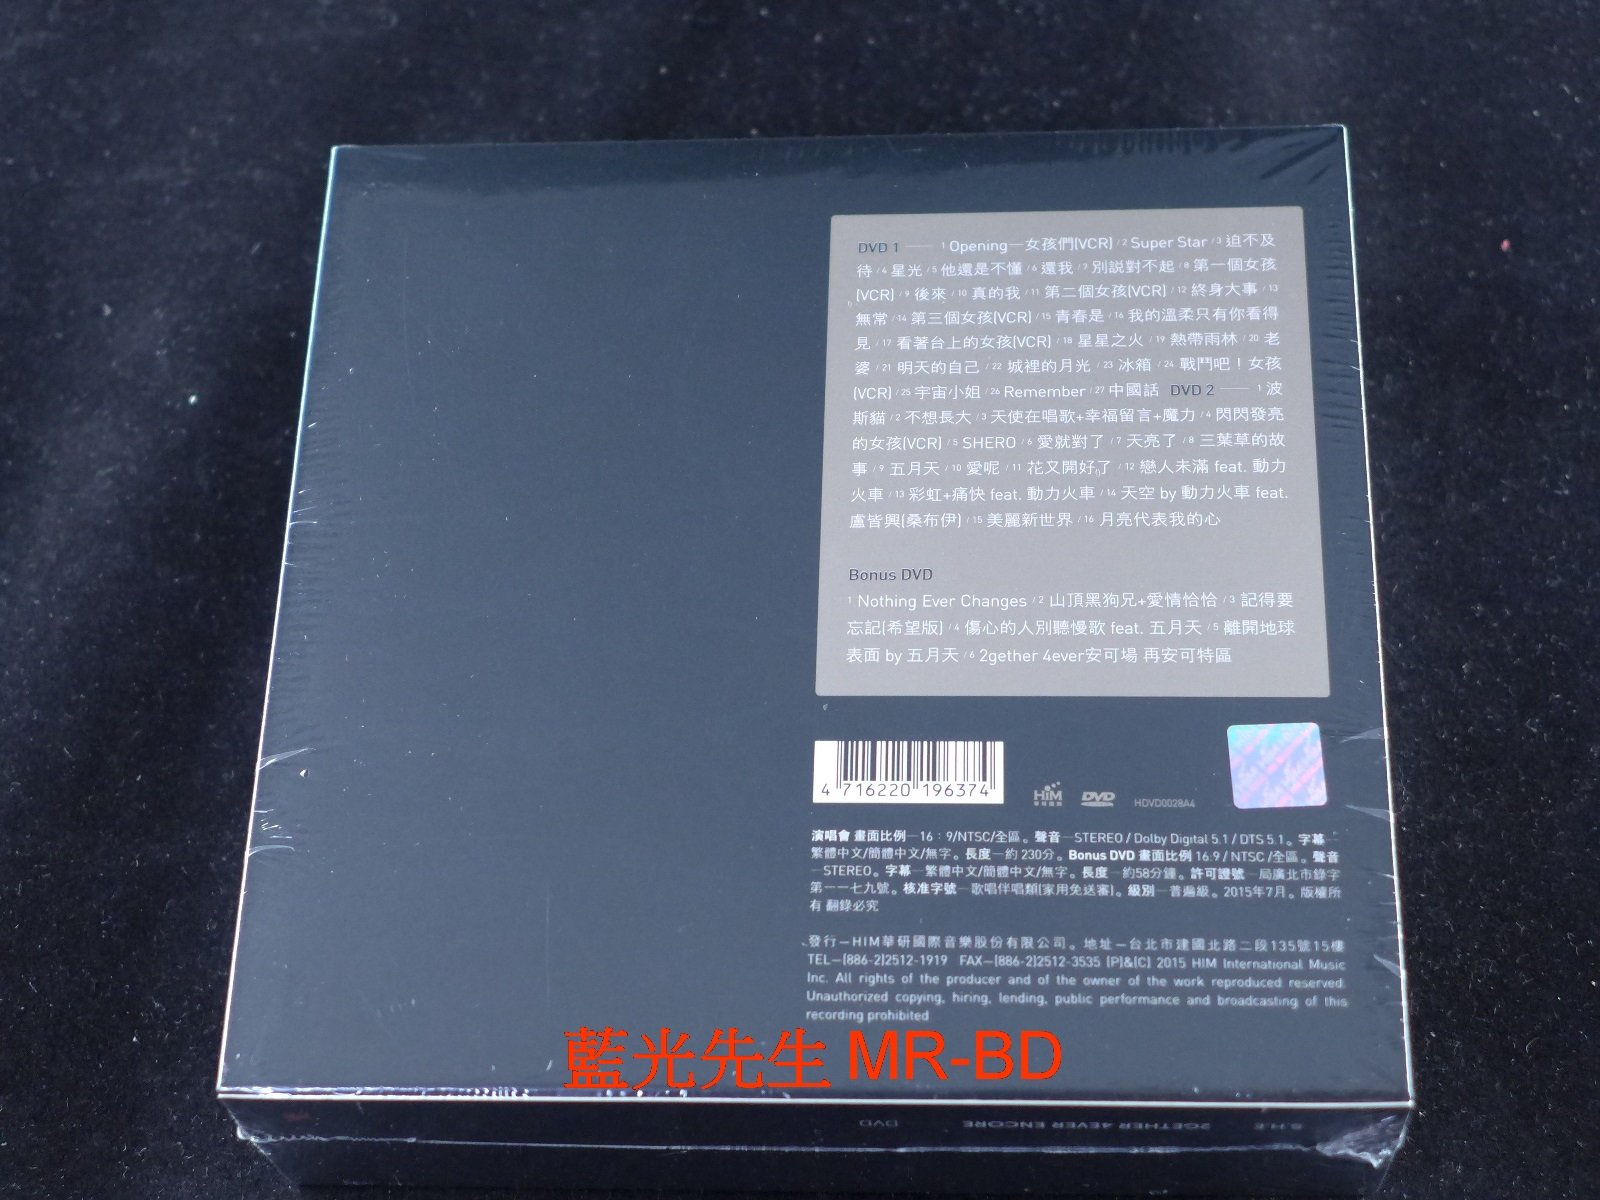 DVD 1 —— 1 Opening—女孩們(VCR) / 2 Super Star / 3 迫不及
待 / 4 星光 / 5 他還是不懂 / 6 還我 / 7 別說對不起 / 8 第一個女孩
(VCR) / 9 後來 / 10 真的我 / 11 第二個女孩(VCR) / 12 終身大事 / 13
無常 / 14 第三個女孩(VCR) / 15 青春是 / 16 我的溫柔只有你看得
見 / 17 看著台上的女孩(VCR) / 18 星星之火 / 19 熱帶雨林 / 20 老
婆 / 21 明天的自己 / 22 城裡的月光 / 23 冰箱 / 24 戰鬥吧！女孩
(VCR) / 25 宇宙小姐 / 26 Remember / 27 中國話 DVD 2 —— 1 波
斯貓 / 2 不想長大 / 3 天使在唱歌+幸福留言+魔力 / 4 閃閃發亮
的女孩(VCR) / 5 SHERO / 6 愛就對了 / 7 天亮了 / 8 三葉草的故
事 / 9 五月天 / 10 愛呢 / 11 花又開好了 / 12 戀人未滿 feat. 動力
火車 / 13 彩虹+痛快 feat. 動力火車 / 14 天空 by 動力火車 feat.
盧皆興(桑布伊) / 15 美麗新世界 / 16 月亮代表我的心
Bonus DVD
1 Nothing Ever Changes / 2 山頂黑狗兄+愛情恰恰 / 3 記得要
忘記(希望版) / 4 傷心的人別聽慢歌 feat. 五月天 / 5 離開地球
表面 by 五月天 / 6 2gether 4ever安可場 再安可特區
4 716220 196374
HIM 華研國際 DVD HDVD0028A4
演唱會 畫面比例—16：9/NTSC/全區。聲音—STEREO / Dolby Digital 5.1 / DTS 5.1。字幕—
繁體中文/簡體中文/無字。長度—約 230分。Bonus DVD 畫面比例 16:9 / NTSC /全區。聲音
—STEREO。字幕—繁體中文/簡體中文/無字。長度—約58分鐘。許可證號—局廣北市錄字
第一一七九號。核准字號—歌唱伴唱類(家用免送審)。級別—普遍級。2015年7月。版權所
有 翻錄必究
發行—HIM華研國際音樂股份有限公司。地址—台北市建國北路二段135號15樓
TEL—(886-2)2512-1919 FAX—(886-2)2512-3535 (P)&(C) 2015 HIM International Music
Inc. All rights of the producer and of the owner of the work reproduced reserved.
Unauthorized copying, hiring, lending, public performance and broadcasting of this
recording prohibited
藍光先生 MR-BD
S.H.E 2GETHER 4EVER ENCORE DVD